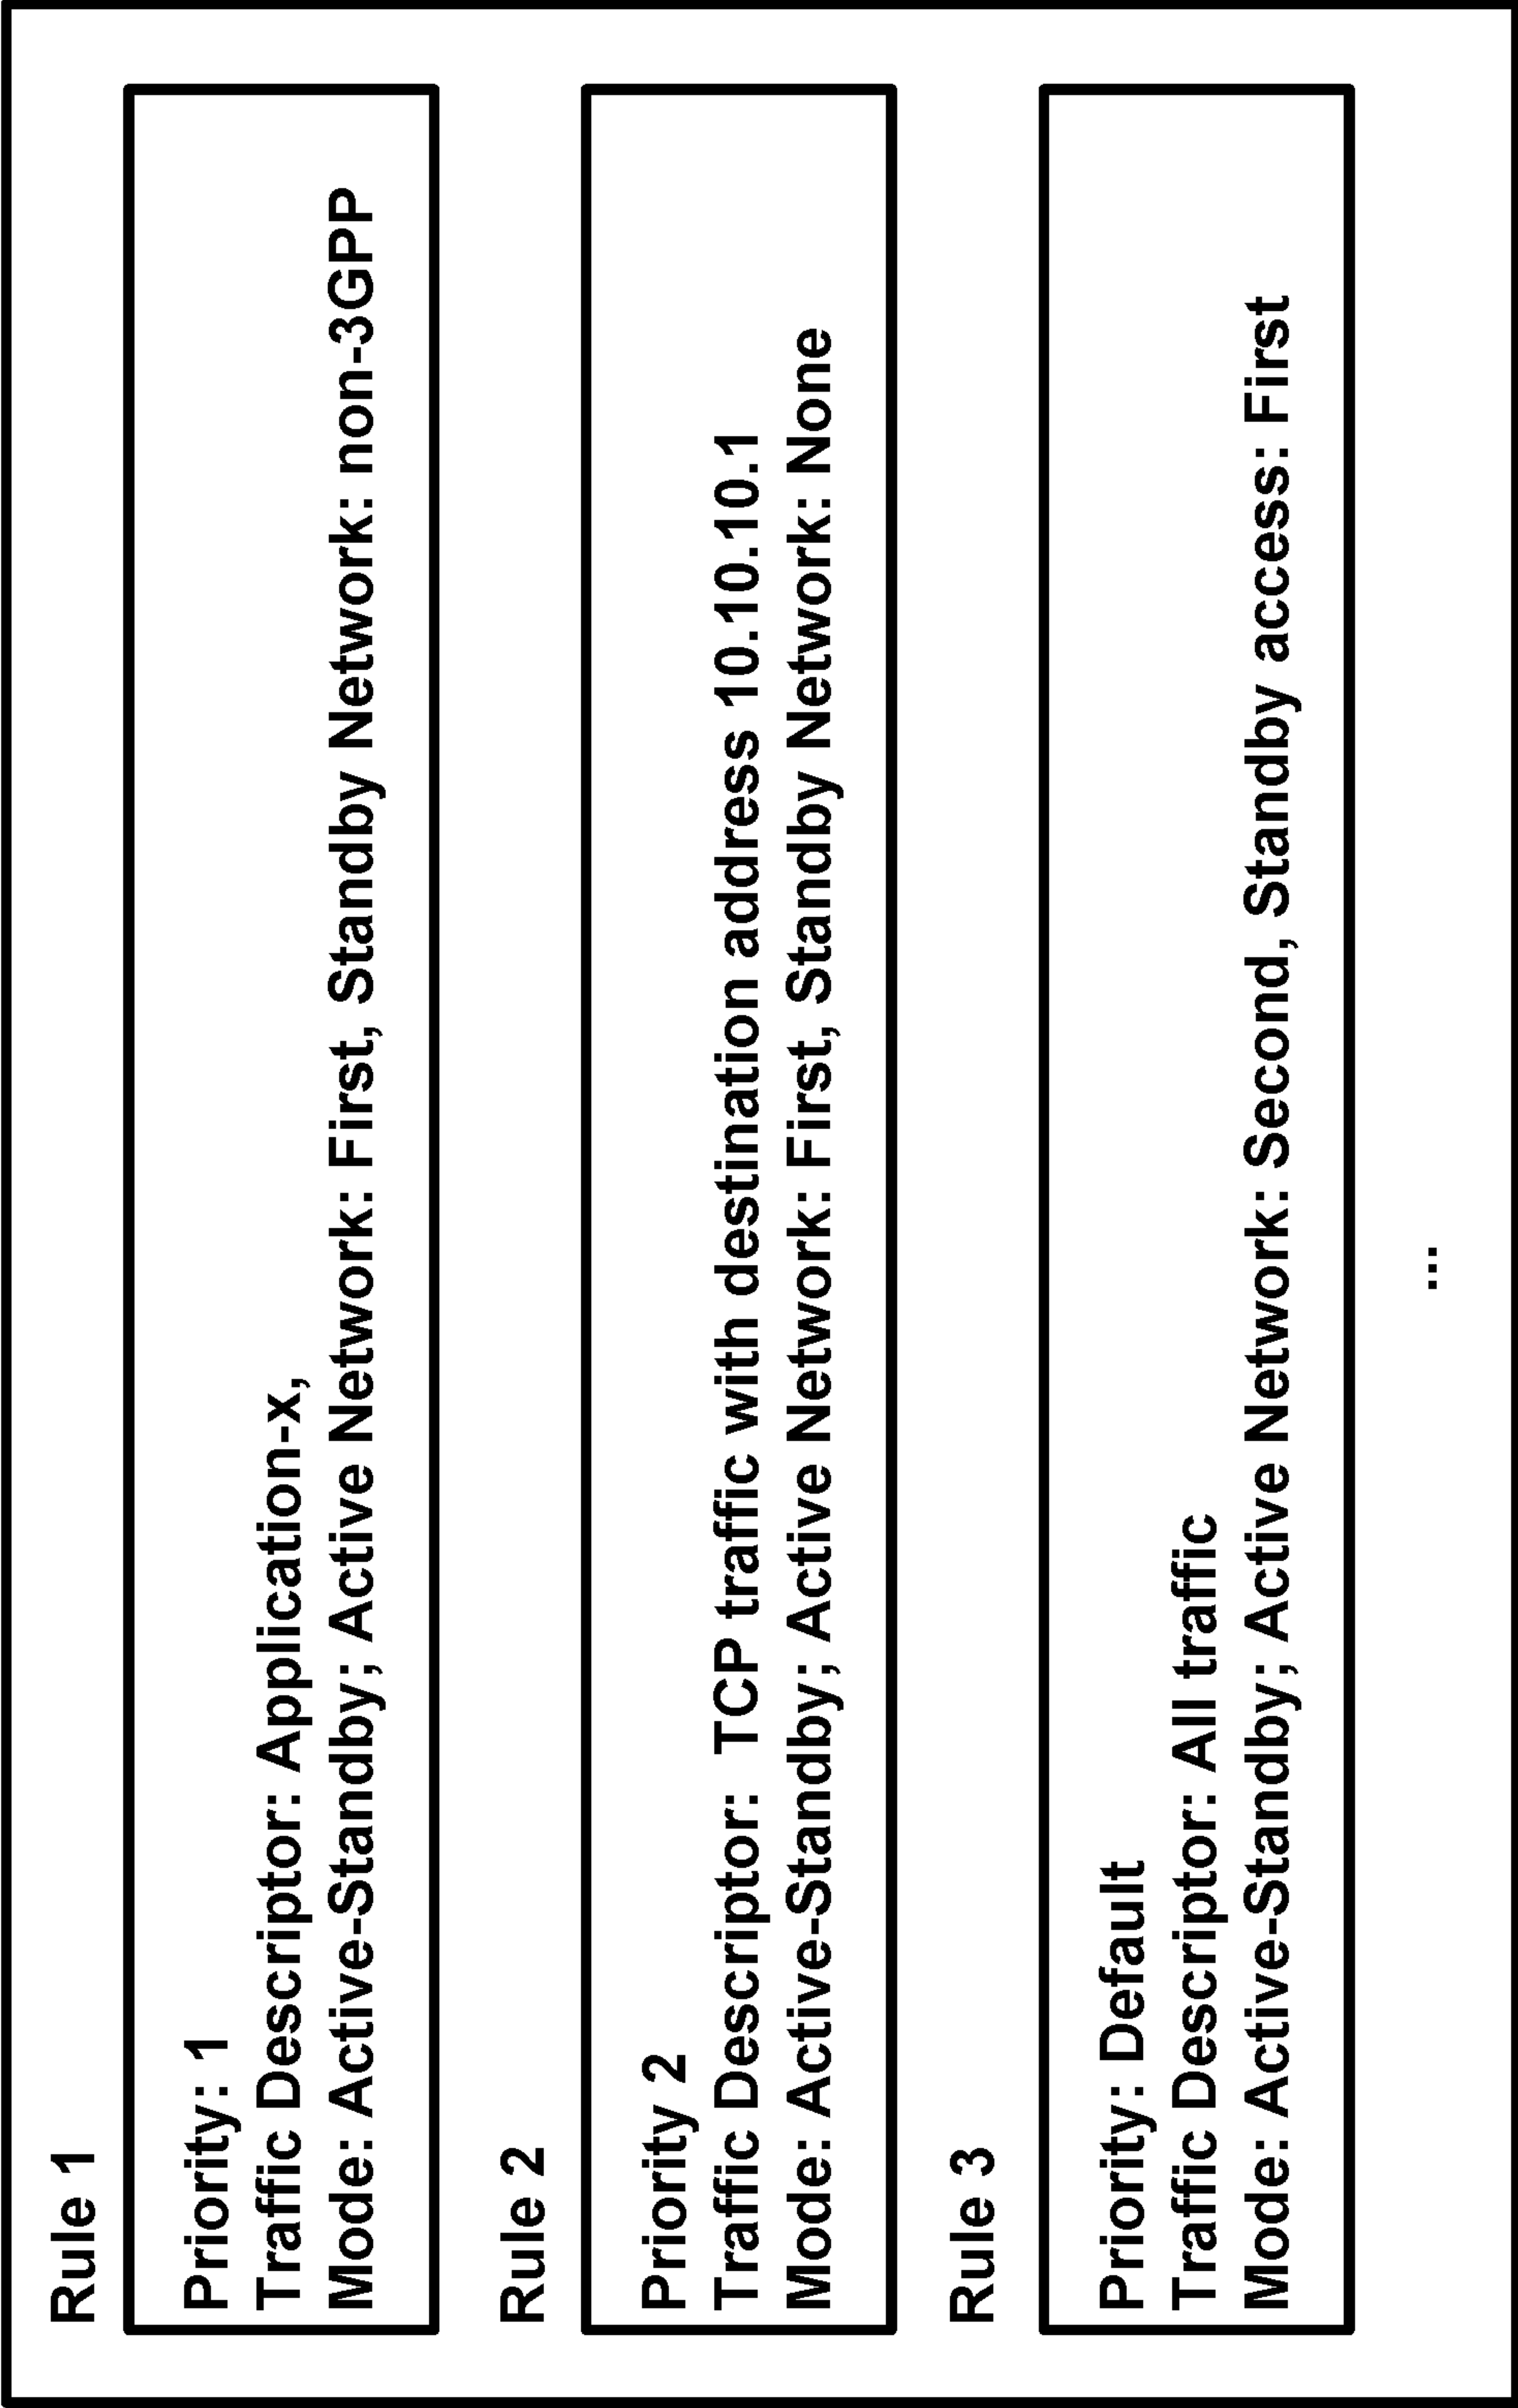 Rule 1
Priority: 1
Traffic Descriptor: Application-x,
Mode: Active-Standby; Active Network: First, Standby Network: non-3GPP
Rule 2
Priority 2
Traffic Descriptor: TCP traffic with destination address 10.10.10.1
Mode: Active-Standby; Active Network: First, Standby Network: None
Rule 3
Priority: Default
Traffic Descriptor: All traffic
Mode: Active-Standby; Active Network: Second, Standby access: First
...